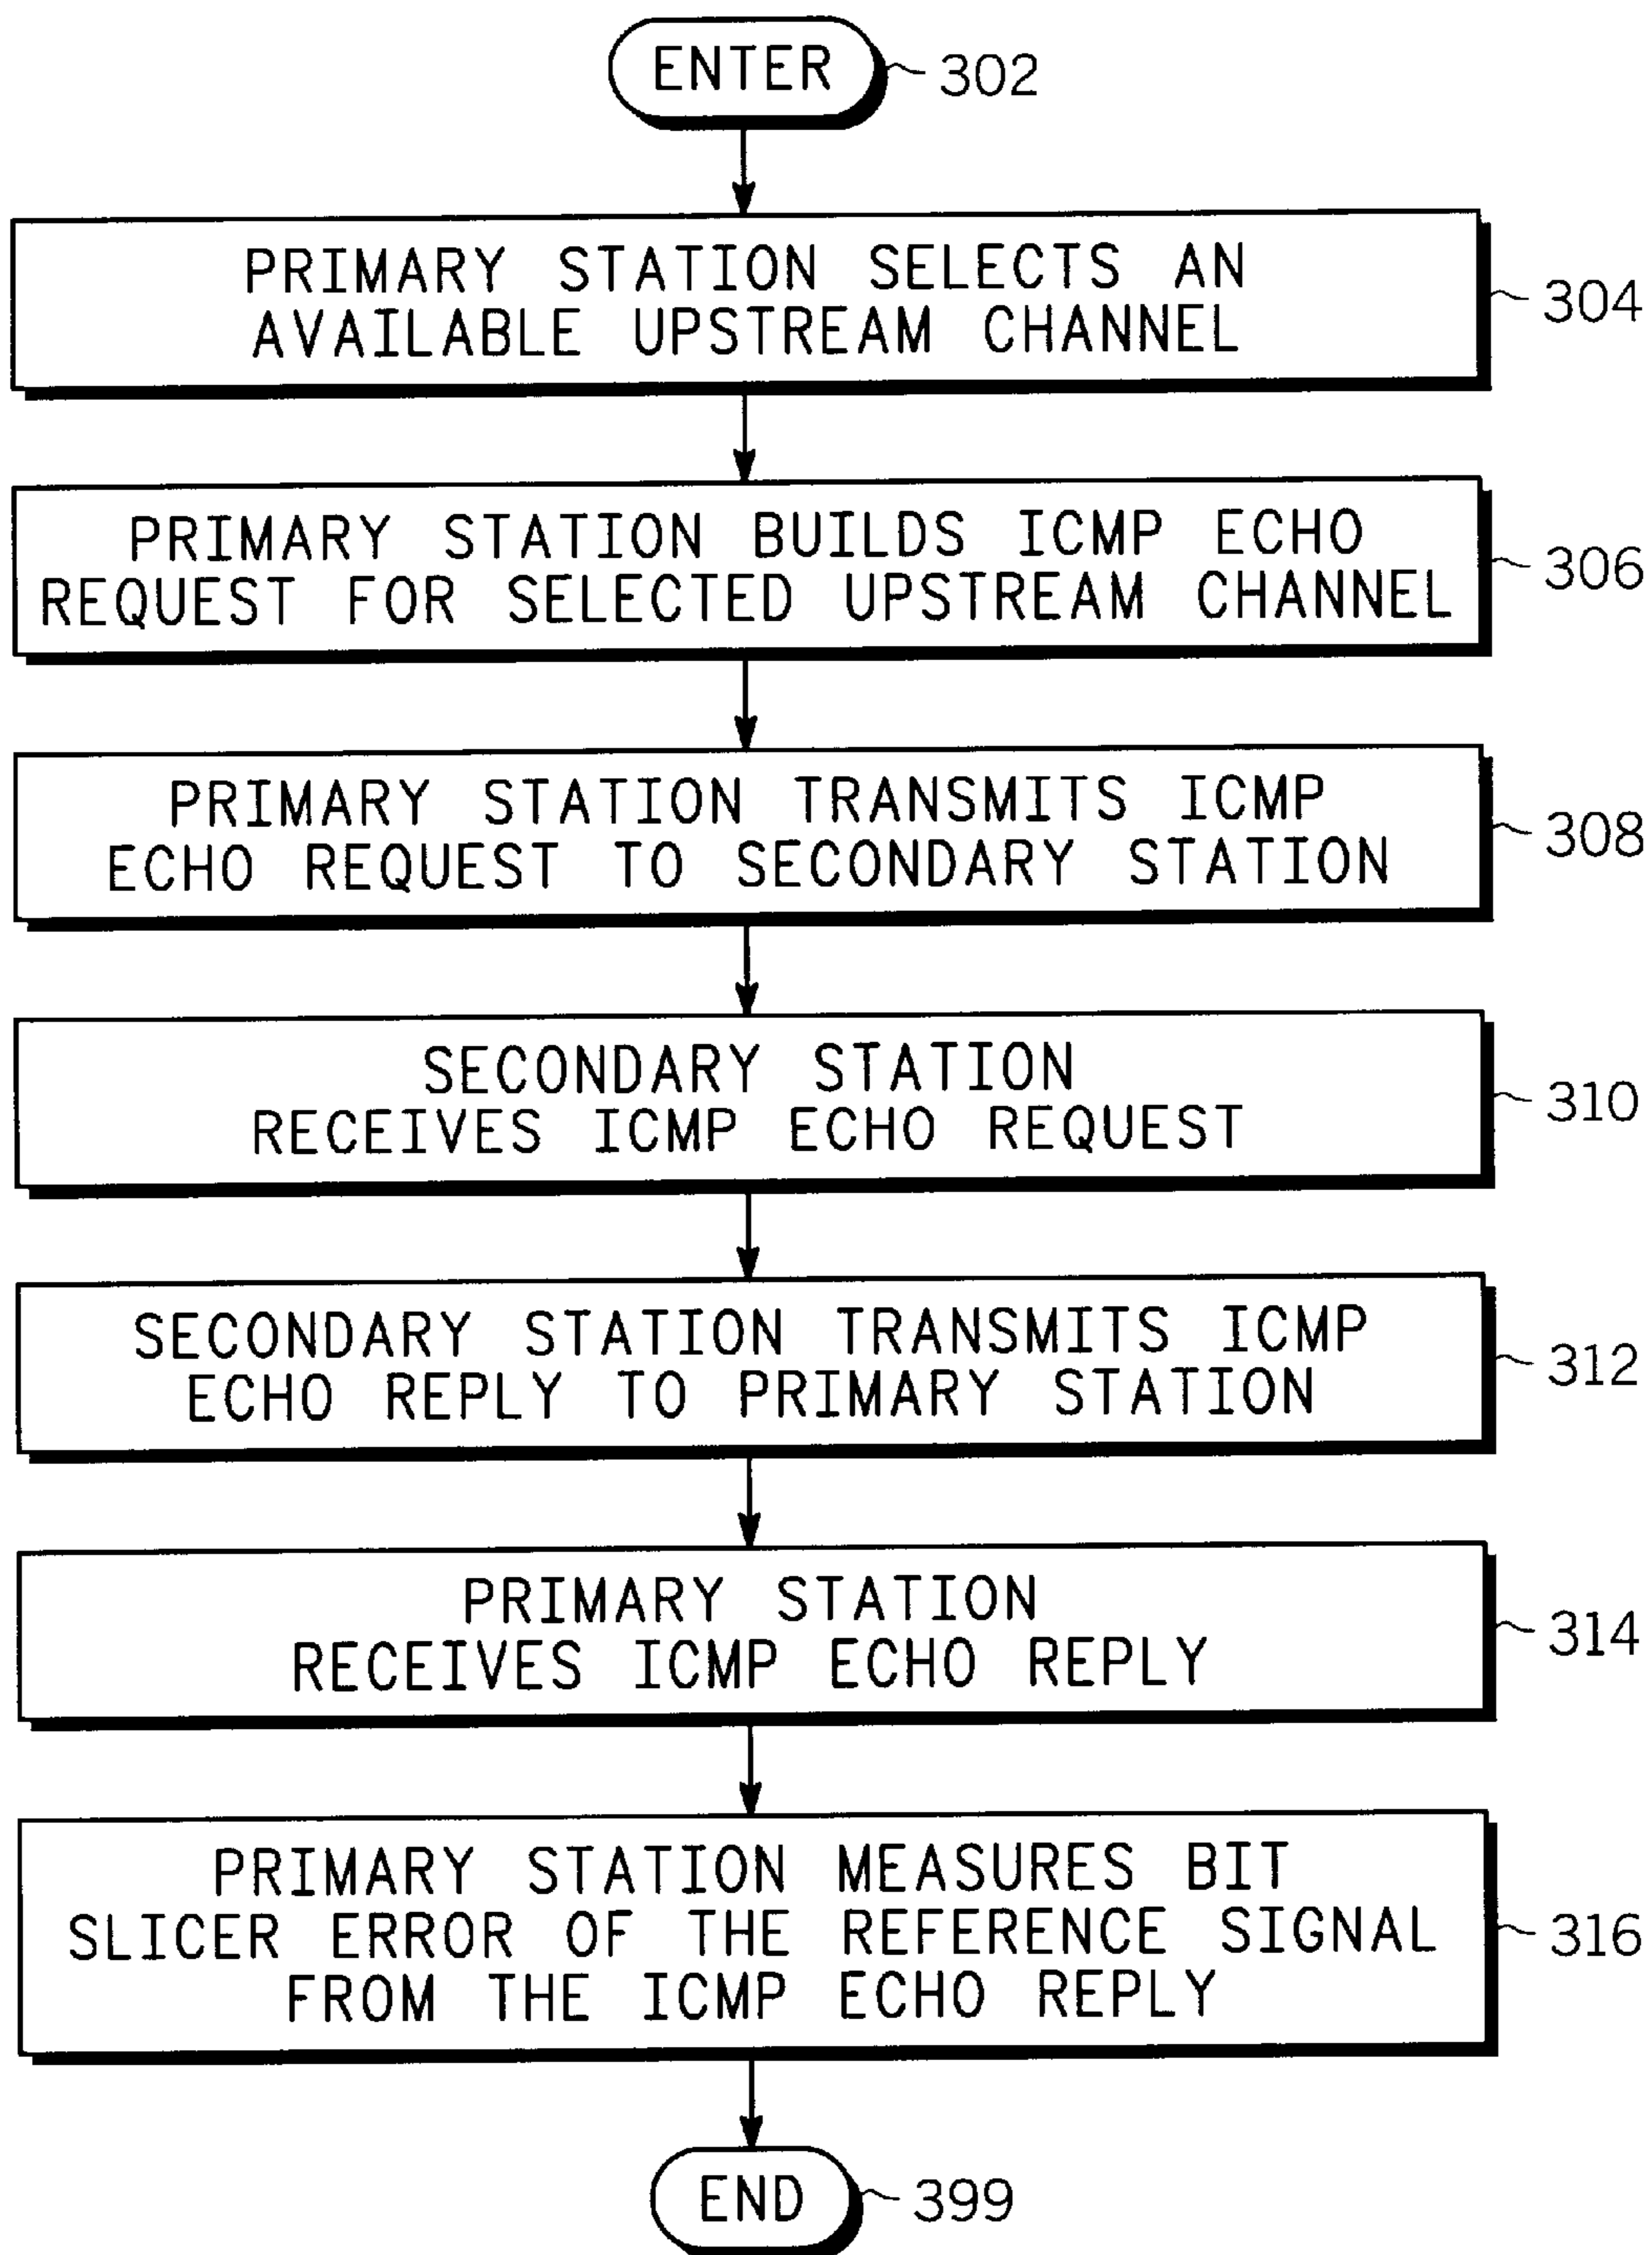 ENTER
302
PRIMARY STATION SELECTS AN
AVAILABLE UPSTREAM CHANNEL
304
PRIMARY STATION BUILDS ICMP ECHO
REQUEST FOR SELECTED UPSTREAM CHANNEL
306
PRIMARY STATION TRANSMITS ICMP
ECHO REQUEST TO SECONDARY STATION
308
SECONDARY STATION
RECEIVES ICMP ECHO REQUEST
310
SECONDARY STATION TRANSMITS ICMP
ECHO REPLY TO PRIMARY STATION
312
PRIMARY STATION
RECEIVES ICMP ECHO REPLY
314
PRIMARY STATION MEASURES BIT
SLICER ERROR OF THE REFERENCE SIGNAL
FROM THE ICMP ECHO REPLY
316
END
399